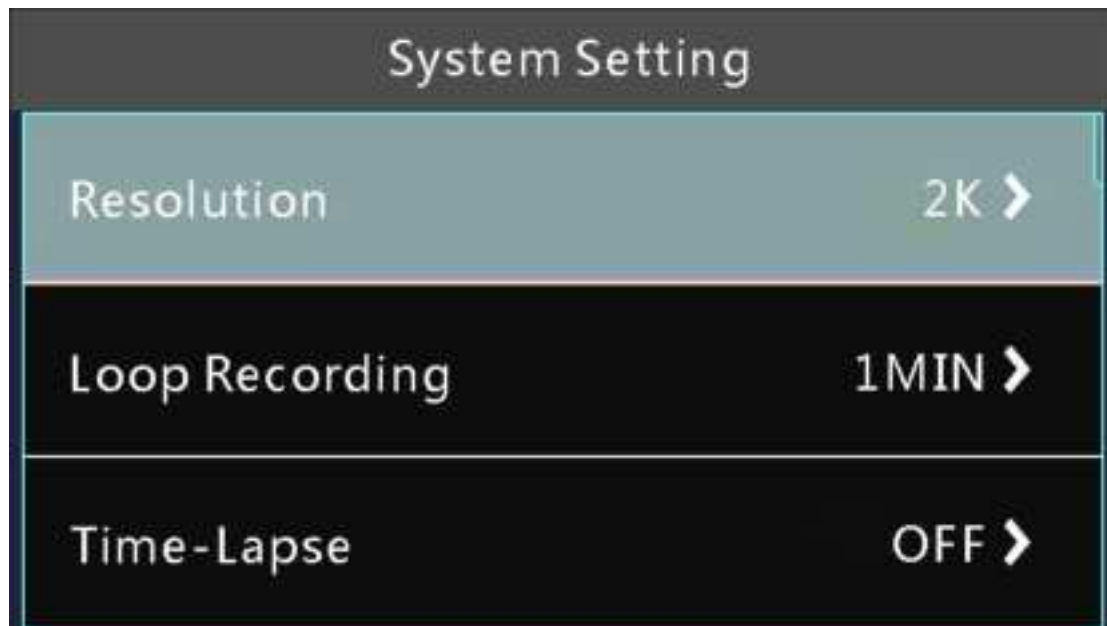 System Setting
Resolution 2K
Loop Recording 1MIN
Time-Lapse OFF